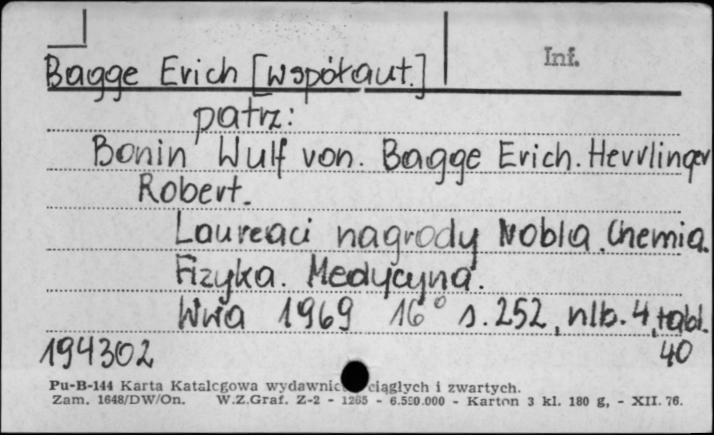 Inf.
Bagge Erich [współaut.]
patrz:
Bonin Wulf von. Bagge Erich. Herrlinger
Robert.
Laureaci nagrody Nobla. Chemia.
Fizyka. Medycyna.
Wwa 1969 16° s. 252, nlb. 4, tabl.
194302 40
Pu-B-144 Karta Katalogowa wydawnic ciągłych i zwartych.
Zam. 1648/DW/On. W.Z.Graf. Z-2 - 1265 - 6.550.000 - Karton 3 kl. 180 g, - XII. 76.